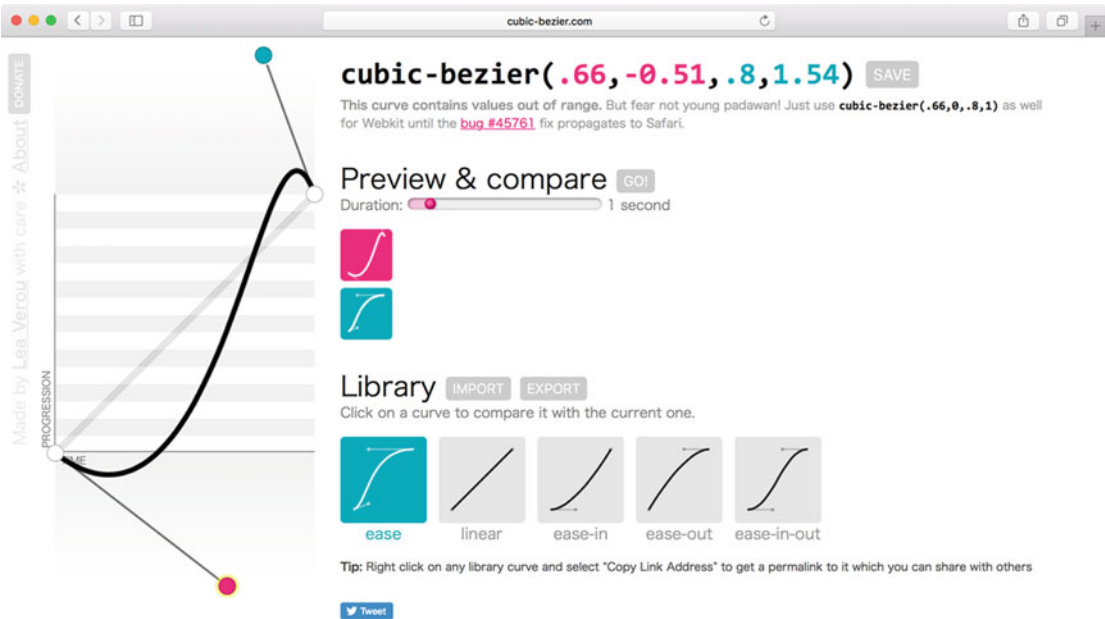 cubic-bezier.com
Made by Lea Verou with care ✲ About DONATE
cubic-bezier(.66,-0.51,.8,1.54) SAVE
This curve contains values out of range. But fear not young padawan! Just use cubic-bezier(.66,0,.8,1) as well
for Webkit until the bug #45761 fix propagates to Safari.
Preview & compare GO!
Duration: 1 second
PROGRESSION
Library IMPORT EXPORT
Click on a curve to compare it with the current one.
ease linear ease-in ease-out ease-in-out
Tip: Right click on any library curve and select "Copy Link Address" to get a permalink to it which you can share with others
Tweet